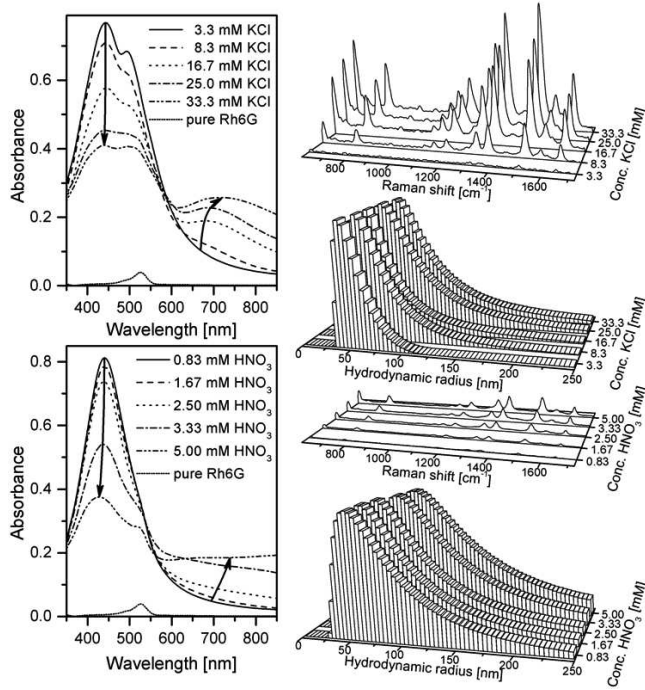 3.3 mM KCl
8.3 mM KCl
16.7 mM KCl
25.0 mM KCl
33.3 mM KCl
pure Rh6G
Absorbance
0.6
0.4
0.2
0.0
400 500 600 700 800
Wavelength [nm]
33.3
25.0
16.7
8.3
3.3
Conc. KCl [mM]
800 1000 1200 1400 1600
Raman shift [cm⁻¹]
33.3
25.0
16.7
8.3
3.3
Conc. KCl [mM]
0 50 100 150 200 250
Hydrodynamic radius [nm]
0.83 mM HNO₃
1.67 mM HNO₃
2.50 mM HNO₃
3.33 mM HNO₃
5.00 mM HNO₃
pure Rh6G
Absorbance
0.8
0.6
0.4
0.2
0.0
400 500 600 700 800
Wavelength [nm]
5.00
3.33
2.50
1.67
0.83
Conc. HNO₃ [mM]
800 1000 1200 1400 1600
Raman shift [cm⁻¹]
5.00
3.33
2.50
1.67
0.83
Conc. HNO₃ [mM]
0 50 100 150 200 250
Hydrodynamic radius [nm]